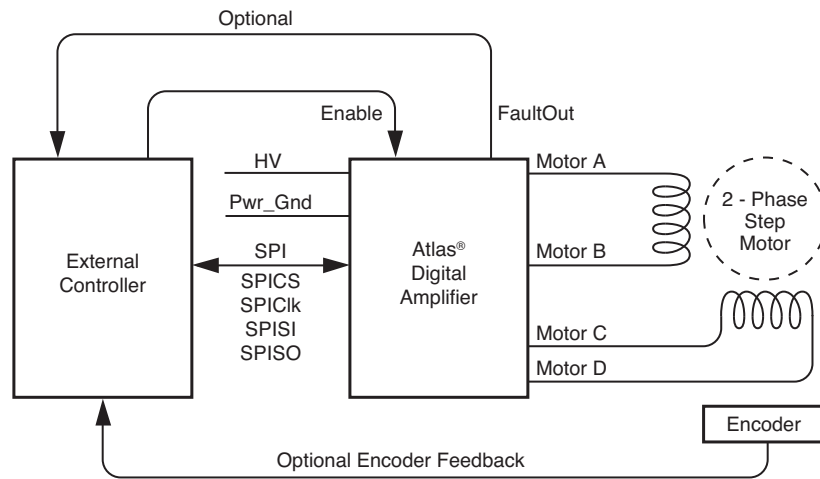 Optional
Enable
FaultOut
HV
Pwr_Gnd
SPI
SPICS
SPIClk
SPISI
SPISO
External
Controller
Atlas®
Digital
Amplifier
Motor A
Motor B
Motor C
Motor D
2 - Phase
Step
Motor
Encoder
Optional Encoder Feedback